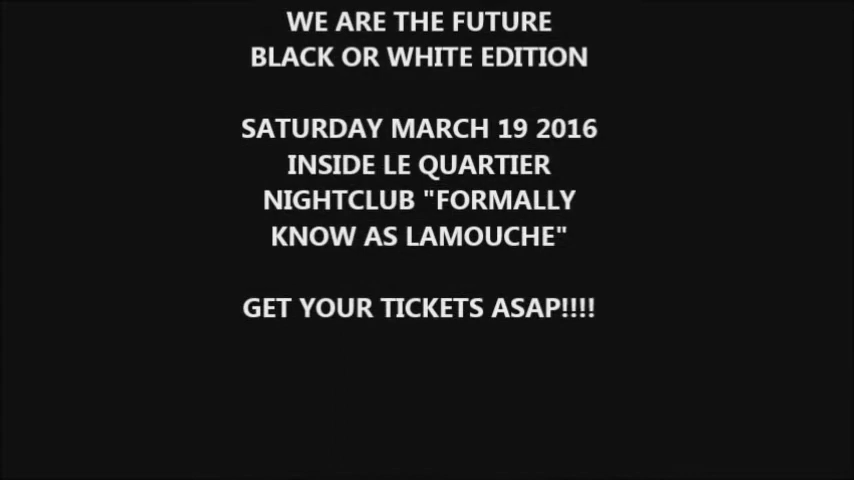 WE ARE THE FUTURE
BLACK OR WHITE EDITION
SATURDAY MARCH 19 2016
INSIDE LE QUARTIER
NIGHTCLUB "FORMALLY
KNOW AS LAMOUCHE"
GET YOUR TICKETS ASAP!!!!